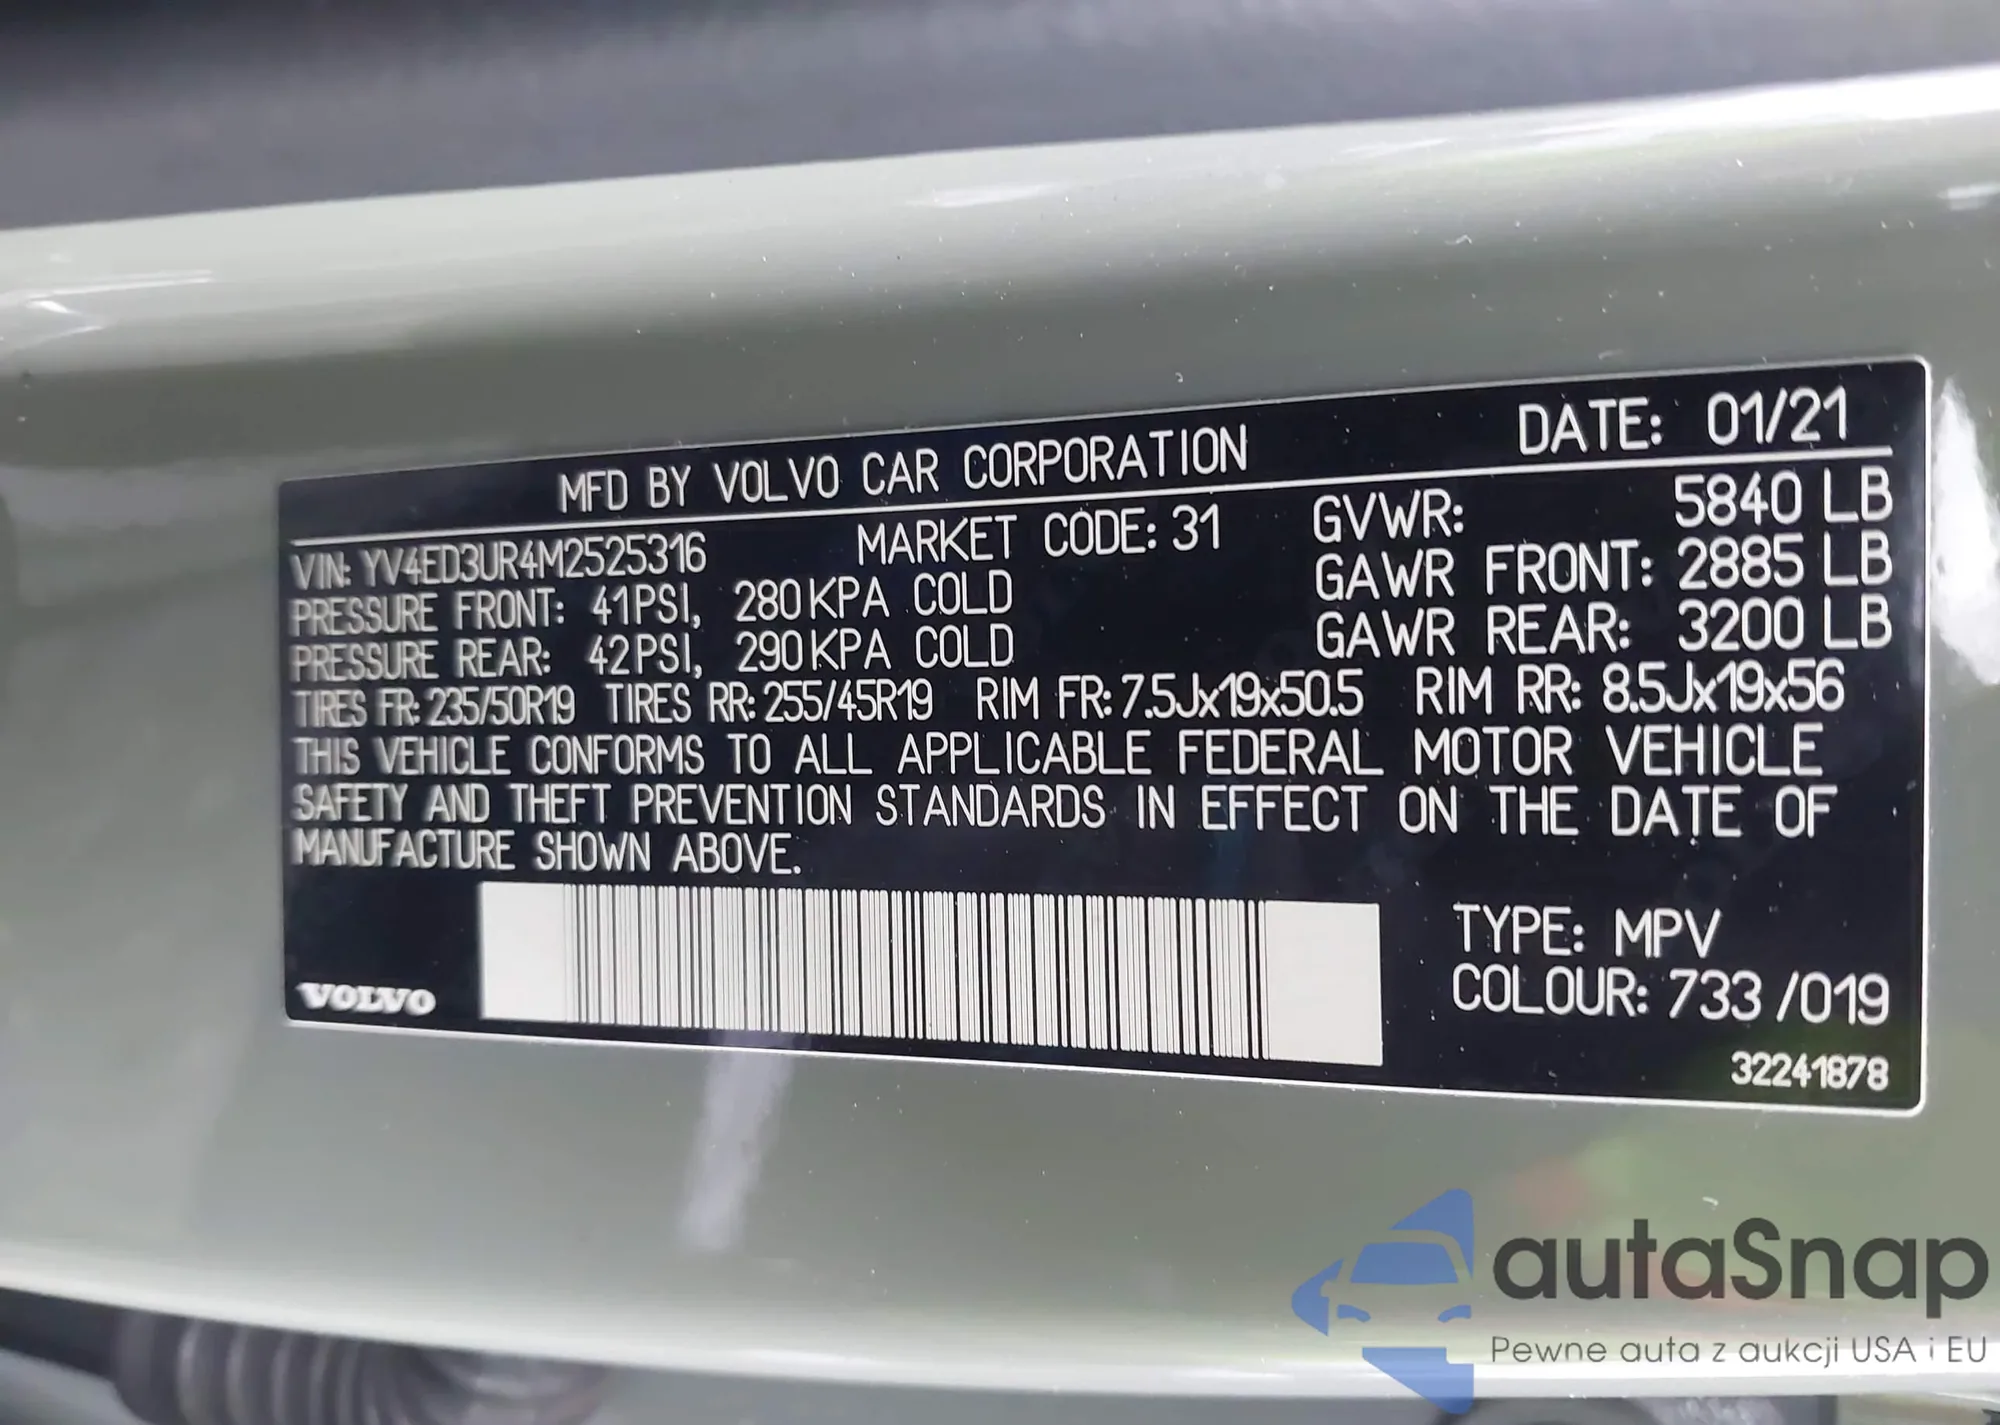 MFD BY VOLVO CAR CORPORATION DATE: 01/21
VIN: YV4ED3UR4M2525316 MARKET CODE: 31 GVWR: 5840 LB
PRESSURE FRONT: 41PSI, 280KPA COLD GAWR FRONT: 2885 LB
PRESSURE REAR: 42PSI, 290KPA COLD GAWR REAR: 3200 LB
TIRES FR: 235/50R19 TIRES RR: 255/45R19 RIM FR: 7.5Jx19x50.5 RIM RR: 8.5Jx19x56
THIS VEHICLE CONFORMS TO ALL APPLICABLE FEDERAL MOTOR VEHICLE
SAFETY AND THEFT PREVENTION STANDARDS IN EFFECT ON THE DATE OF
MANUFACTURE SHOWN ABOVE.
TYPE: MPV
VOLVO COLOUR: 733 /019
32241878
autaSnap
Pewne auta z aukcji USA i EU